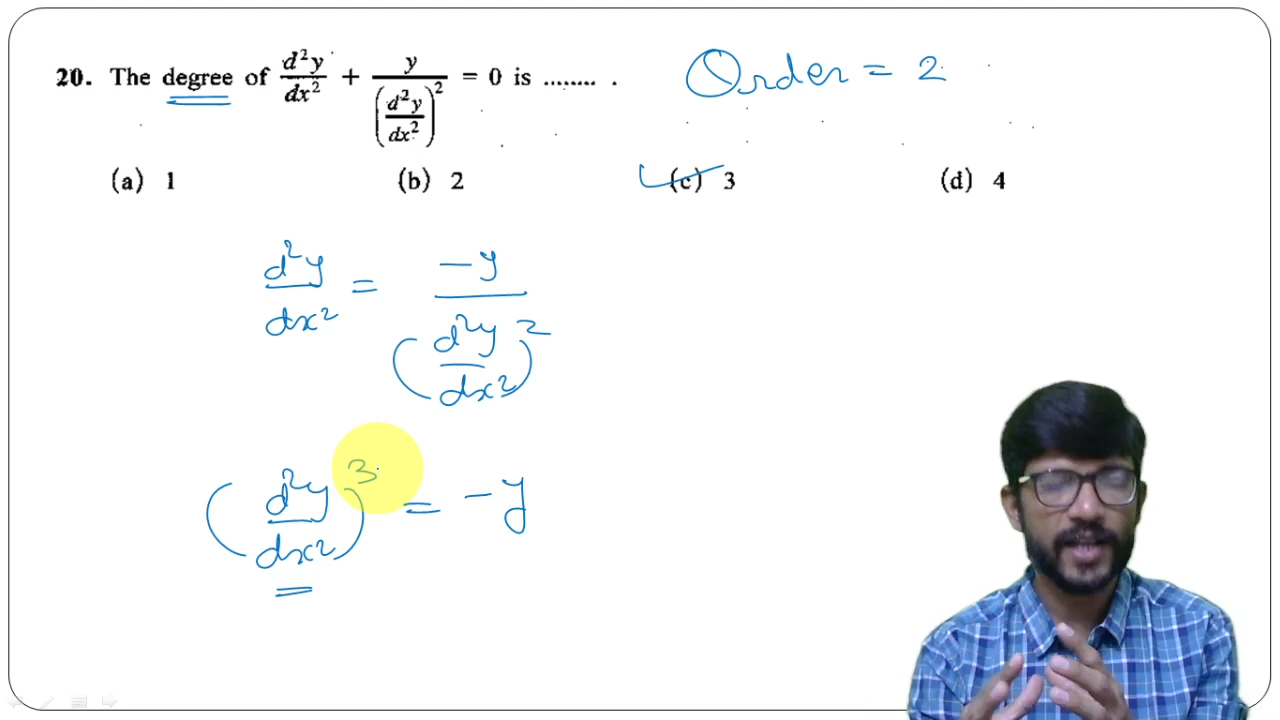 20. The degree of d²y/dx² + y/(d²y/dx²)² = 0 is ........ .
Order = 2
(a) 1 (b) 2 (c) 3 (d) 4
d²y/dx² = -y/(d²y/dx²)²
(d²y/dx²)³ = -y